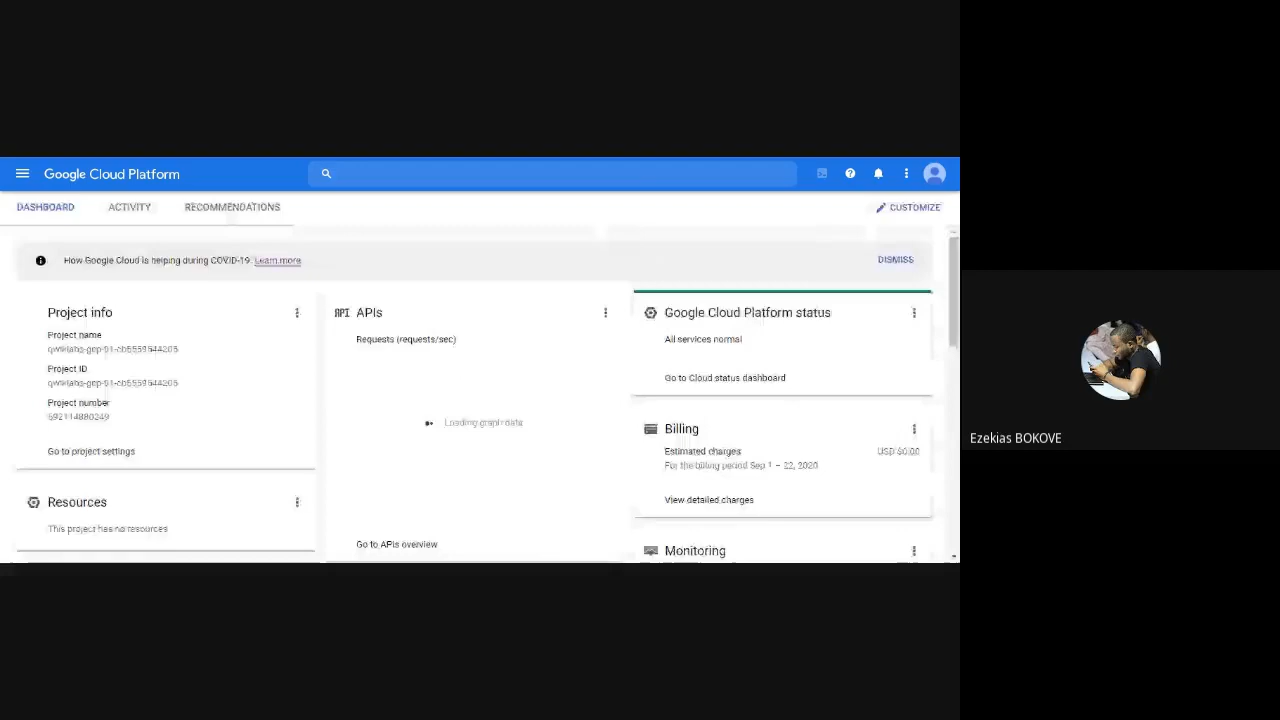 Google Cloud Platform
DASHBOARD ACTIVITY RECOMMENDATIONS CUSTOMIZE
How Google Cloud is helping during COVID-19. Learn more DISMISS
Project info
Project name
Project ID
Project number
Go to project settings
Resources
This project has no resources
API APIs
Requests (requests/sec)
Loading graph data
Go to APIs overview
Google Cloud Platform status
All services normal
Go to Cloud status dashboard
Billing
Estimated charges USD $0.00
For the billing period Sep 1 – 22, 2020
View detailed charges
Monitoring
Ezekias BOKOVE